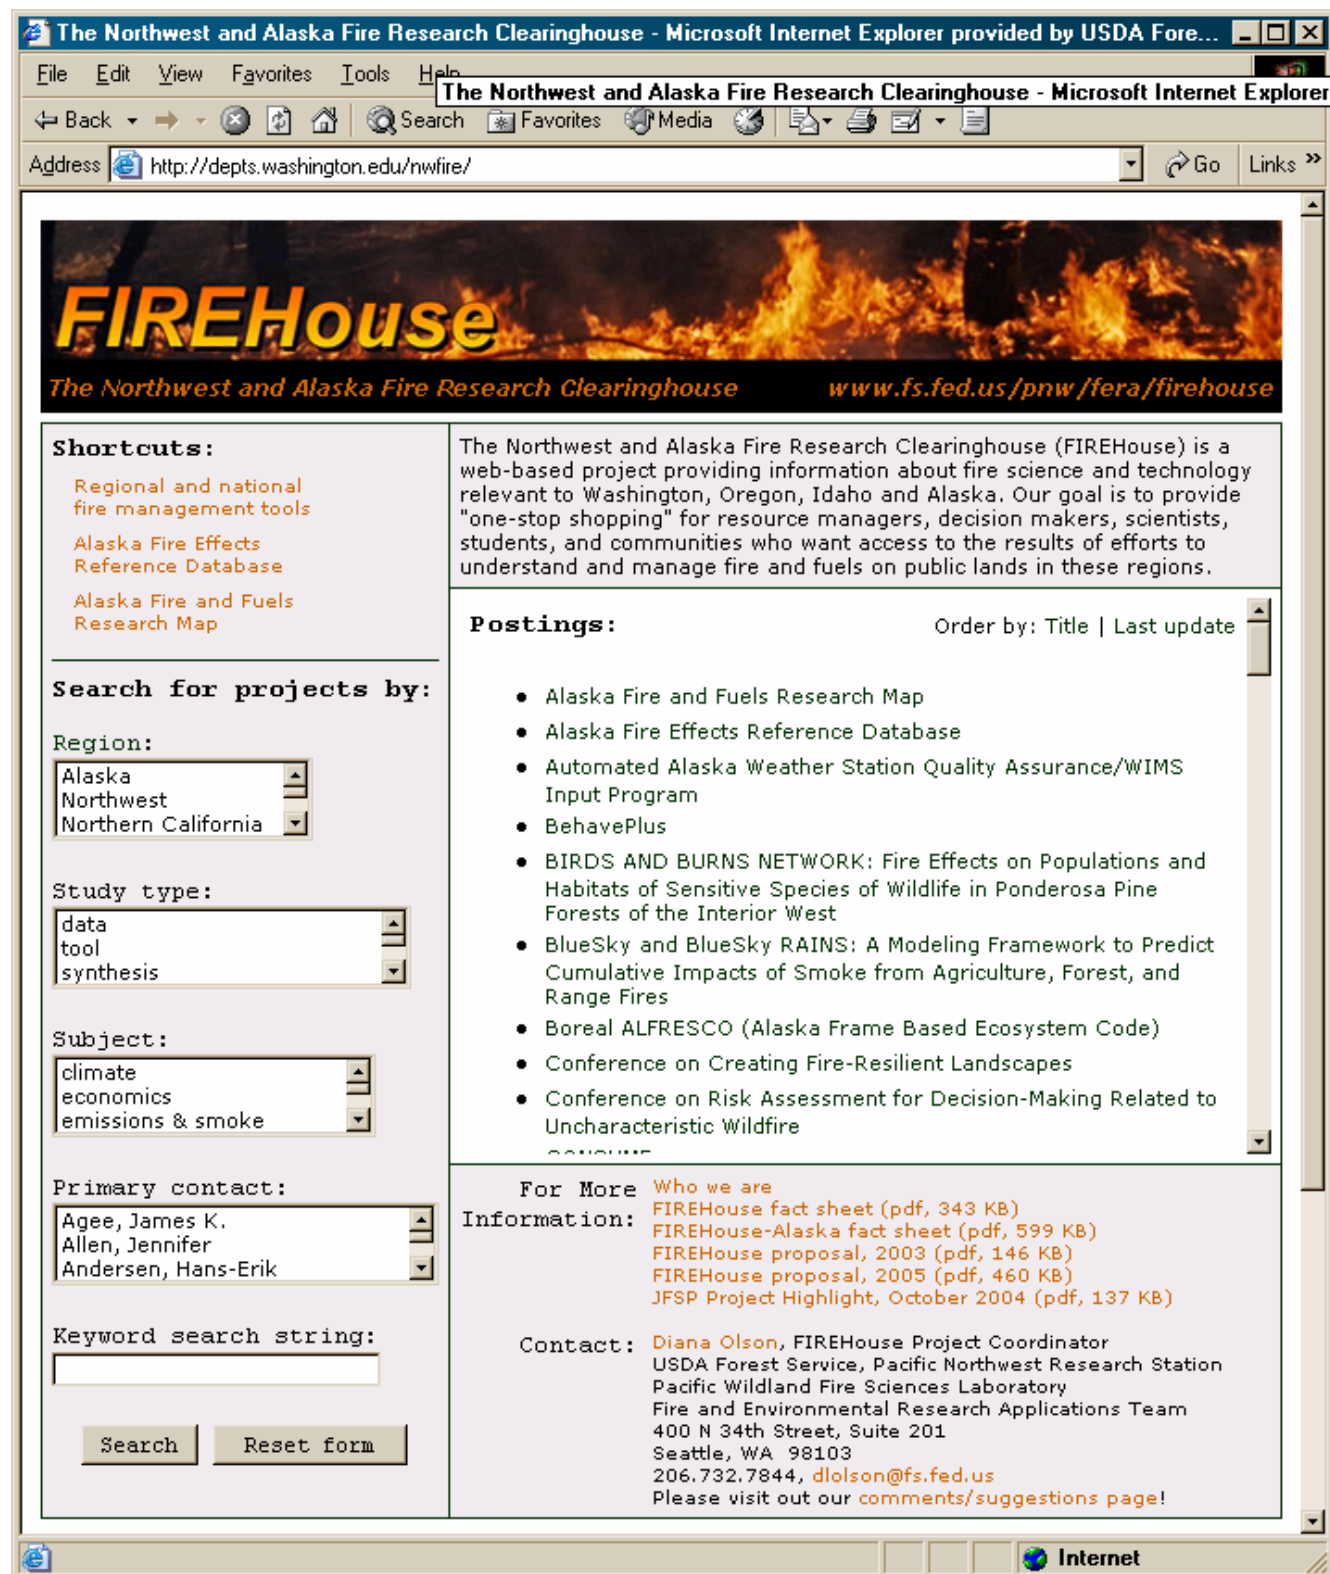 The Northwest and Alaska Fire Research Clearinghouse - Microsoft Internet Explorer provided by USDA Fore...
File Edit View Favorites Tools Help
The Northwest and Alaska Fire Research Clearinghouse - Microsoft Internet Explorer
Back Search Favorites Media
Address http://depts.washington.edu/nwfire/ Go Links »
FIREHouse
The Northwest and Alaska Fire Research Clearinghouse www.fs.fed.us/pnw/fera/firehouse
Shortcuts:
Regional and national
fire management tools
Alaska Fire Effects
Reference Database
Alaska Fire and Fuels
Research Map
Search for projects by:
Region:
Alaska
Northwest
Northern California
Study type:
data
tool
synthesis
Subject:
climate
economics
emissions & smoke
Primary contact:
Agee, James K.
Allen, Jennifer
Andersen, Hans-Erik
Keyword search string:
Search Reset form
The Northwest and Alaska Fire Research Clearinghouse (FIREHouse) is a
web-based project providing information about fire science and technology
relevant to Washington, Oregon, Idaho and Alaska. Our goal is to provide
"one-stop shopping" for resource managers, decision makers, scientists,
students, and communities who want access to the results of efforts to
understand and manage fire and fuels on public lands in these regions.
Postings: Order by: Title | Last update
• Alaska Fire and Fuels Research Map
• Alaska Fire Effects Reference Database
• Automated Alaska Weather Station Quality Assurance/WIMS
Input Program
• BehavePlus
• BIRDS AND BURNS NETWORK: Fire Effects on Populations and
Habitats of Sensitive Species of Wildlife in Ponderosa Pine
Forests of the Interior West
• BlueSky and BlueSky RAINS: A Modeling Framework to Predict
Cumulative Impacts of Smoke from Agriculture, Forest, and
Range Fires
• Boreal ALFRESCO (Alaska Frame Based Ecosystem Code)
• Conference on Creating Fire-Resilient Landscapes
• Conference on Risk Assessment for Decision-Making Related to
Uncharacteristic Wildfire
For More Information:
Who we are
FIREHouse fact sheet (pdf, 343 KB)
FIREHouse-Alaska fact sheet (pdf, 599 KB)
FIREHouse proposal, 2003 (pdf, 146 KB)
FIREHouse proposal, 2005 (pdf, 460 KB)
JFSP Project Highlight, October 2004 (pdf, 137 KB)
Contact: Diana Olson, FIREHouse Project Coordinator
USDA Forest Service, Pacific Northwest Research Station
Pacific Wildland Fire Sciences Laboratory
Fire and Environmental Research Applications Team
400 N 34th Street, Suite 201
Seattle, WA 98103
206.732.7844, dlolson@fs.fed.us
Please visit out our comments/suggestions page!
Internet